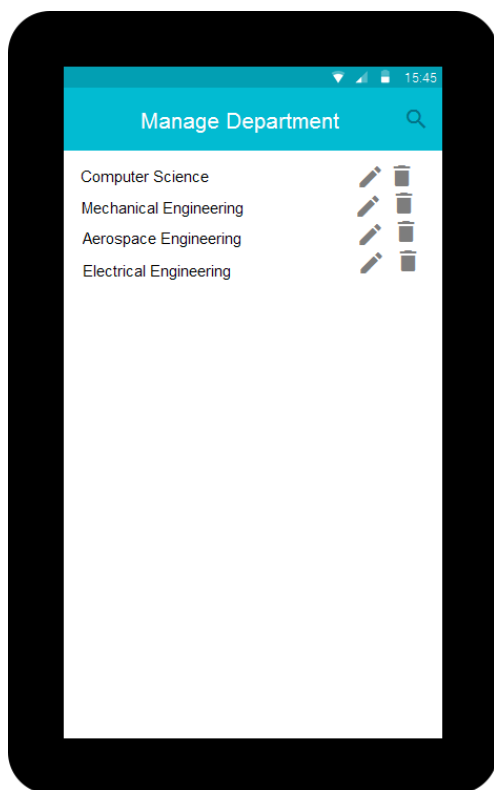 15:45
Manage Department
Computer Science
Mechanical Engineering
Aerospace Engineering
Electrical Engineering